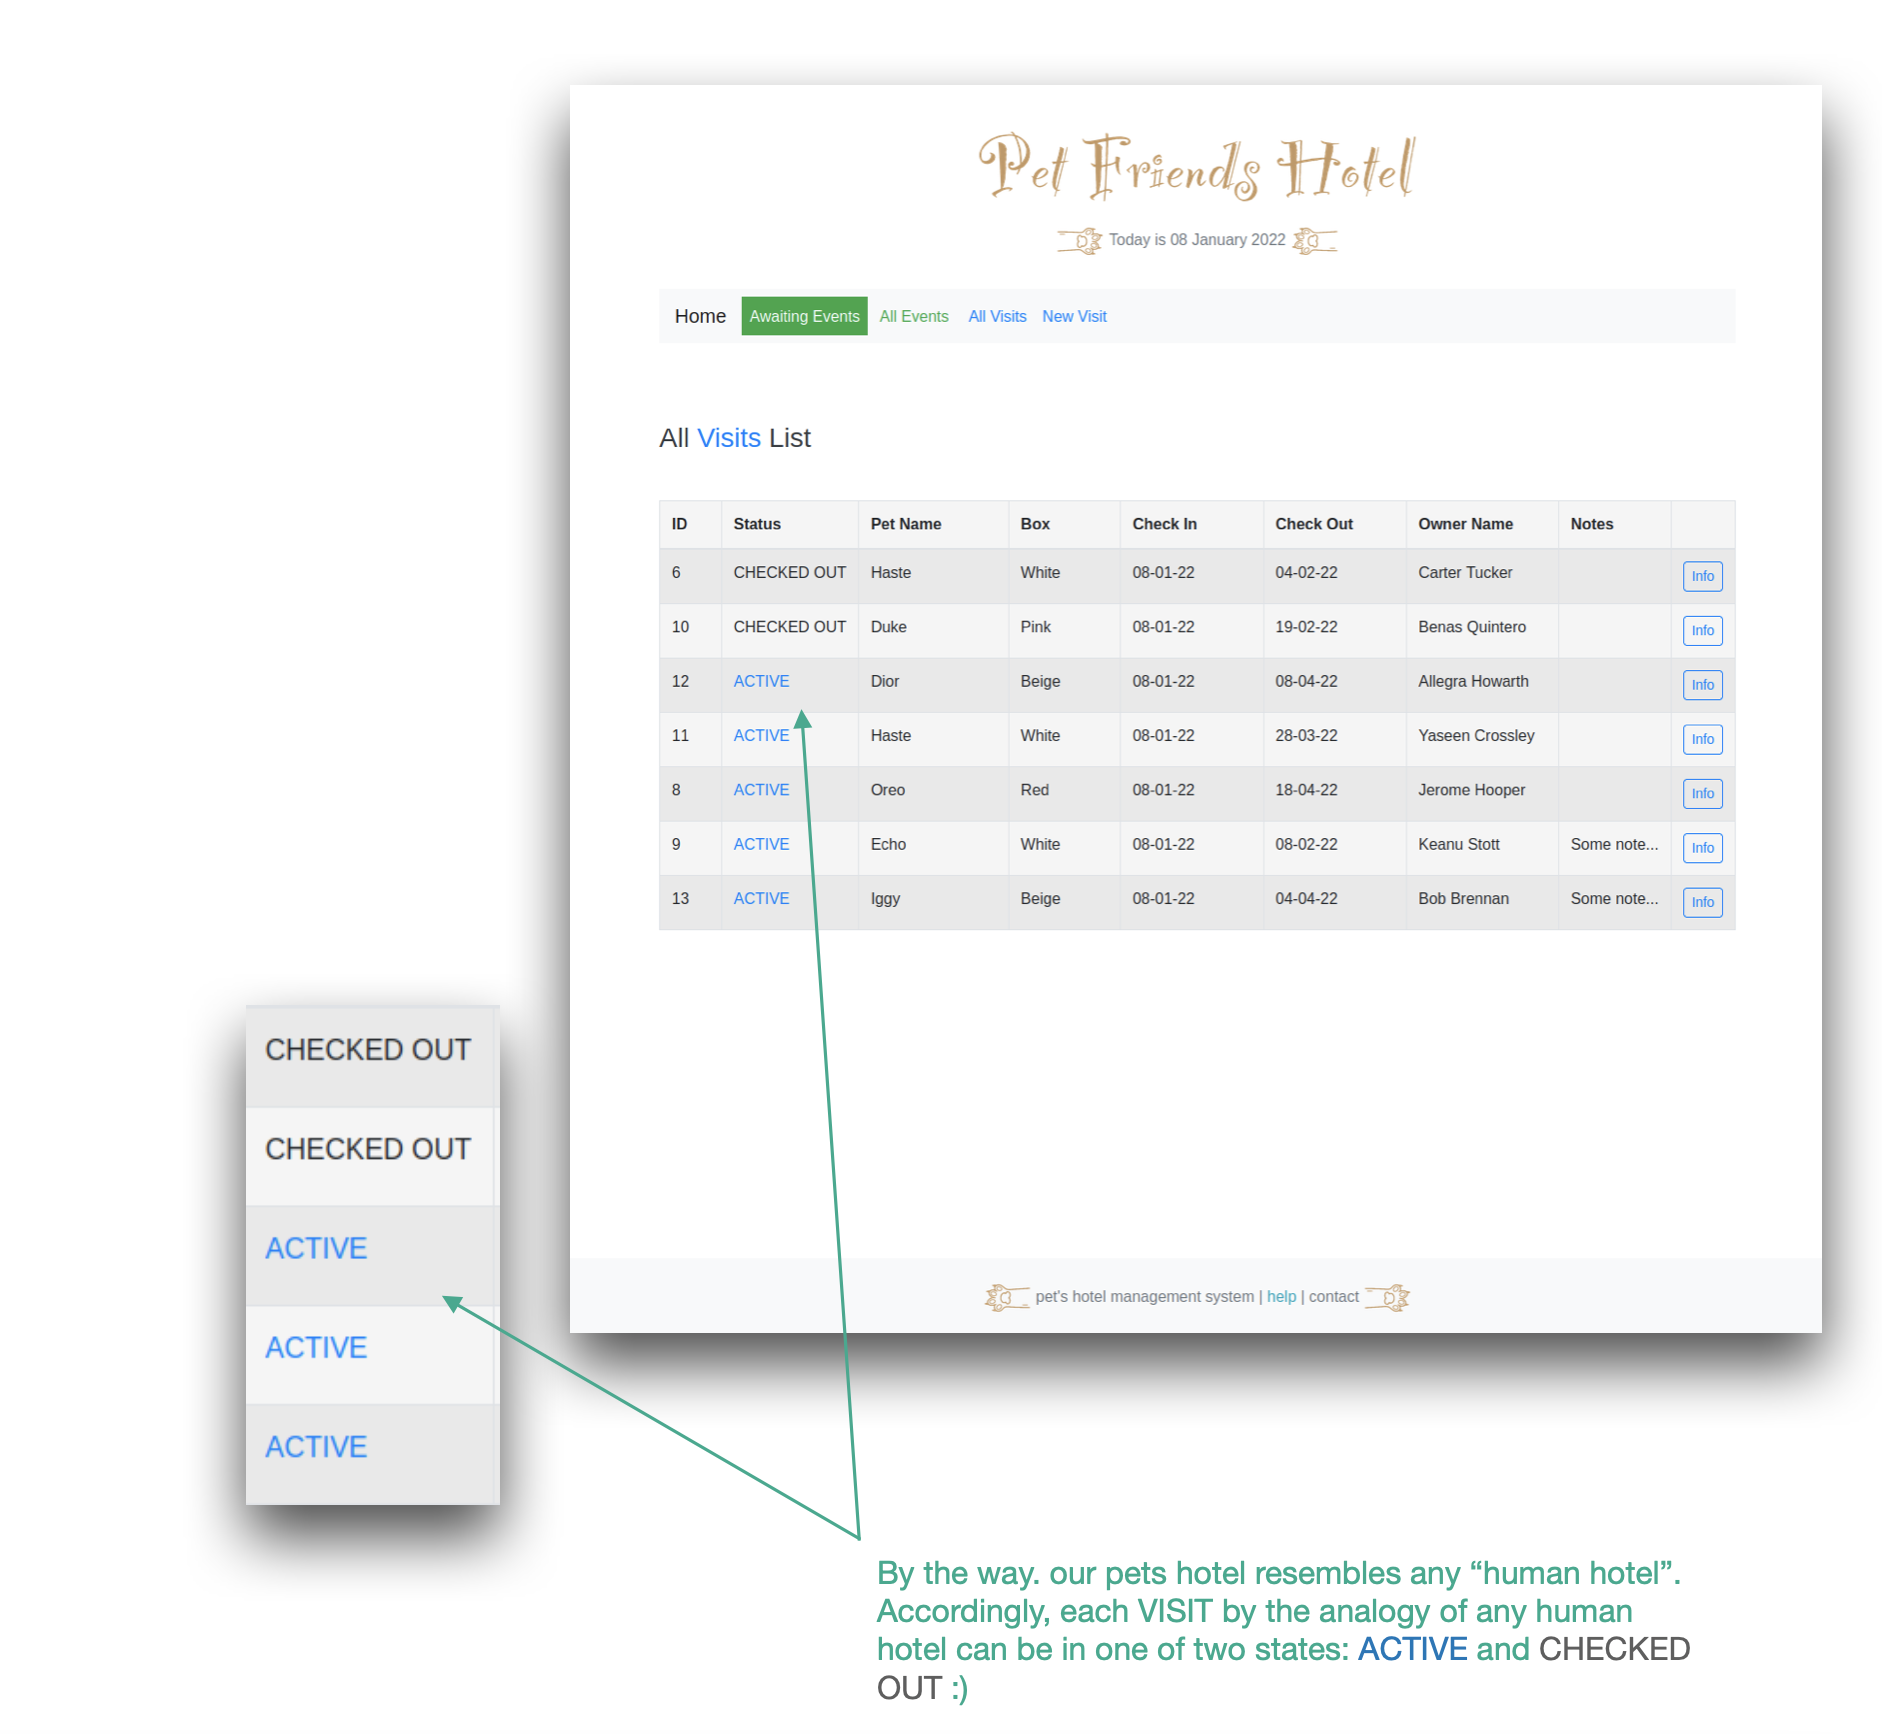 Pet Friends Hotel
Today is 08 January 2022
Home Awaiting Events All Events All Visits New Visit
All Visits List
ID Status Pet Name Box Check In Check Out Owner Name Notes
6 CHECKED OUT Haste White 08-01-22 04-02-22 Carter Tucker Info
10 CHECKED OUT Duke Pink 08-01-22 19-02-22 Benas Quintero Info
12 ACTIVE Dior Beige 08-01-22 08-04-22 Allegra Howarth Info
11 ACTIVE Haste White 08-01-22 28-03-22 Yaseen Crossley Info
8 ACTIVE Oreo Red 08-01-22 18-04-22 Jerome Hooper Info
9 ACTIVE Echo White 08-01-22 08-02-22 Keanu Stott Some note... Info
13 ACTIVE Iggy Beige 08-01-22 04-04-22 Bob Brennan Some note... Info
pet's hotel management system | help | contact
CHECKED OUT
CHECKED OUT
ACTIVE
ACTIVE
ACTIVE
By the way. our pets hotel resembles any “human hotel”.
Accordingly, each VISIT by the analogy of any human
hotel can be in one of two states: ACTIVE and CHECKED
OUT :)